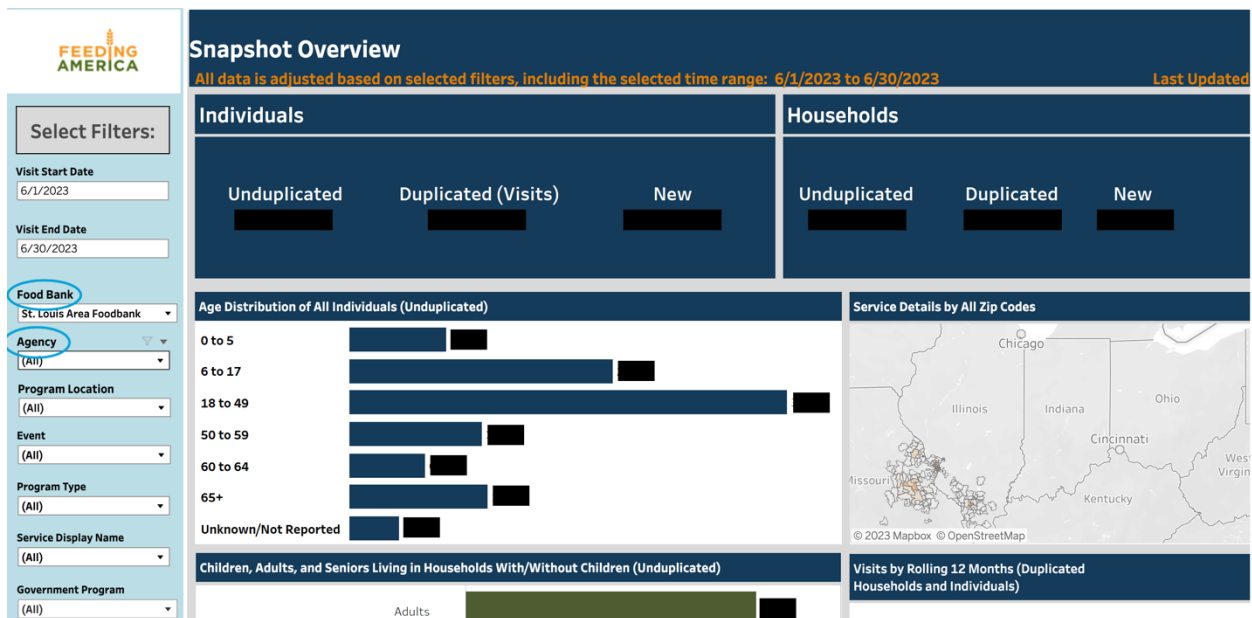 FEEDING
AMERICA
Snapshot Overview
All data is adjusted based on selected filters, including the selected time range: 6/1/2023 to 6/30/2023
Last Updated
Select Filters:
Visit Start Date
6/1/2023
Visit End Date
6/30/2023
Food Bank
St. Louis Area Foodbank
Agency
(All)
Program Location
(All)
Event
(All)
Program Type
(All)
Service Display Name
(All)
Government Program
(All)
Individuals
Unduplicated Duplicated (Visits) New
Households
Unduplicated Duplicated New
Age Distribution of All Individuals (Unduplicated)
0 to 5
6 to 17
18 to 49
50 to 59
60 to 64
65+
Unknown/Not Reported
Service Details by All Zip Codes
Chicago
Illinois Indiana Ohio
Cincinnati
West
Virgin
Missouri
Kentucky
© 2023 Mapbox © OpenStreetMap
Children, Adults, and Seniors Living in Households With/Without Children (Unduplicated)
Adults
Visits by Rolling 12 Months (Duplicated
Households and Individuals)